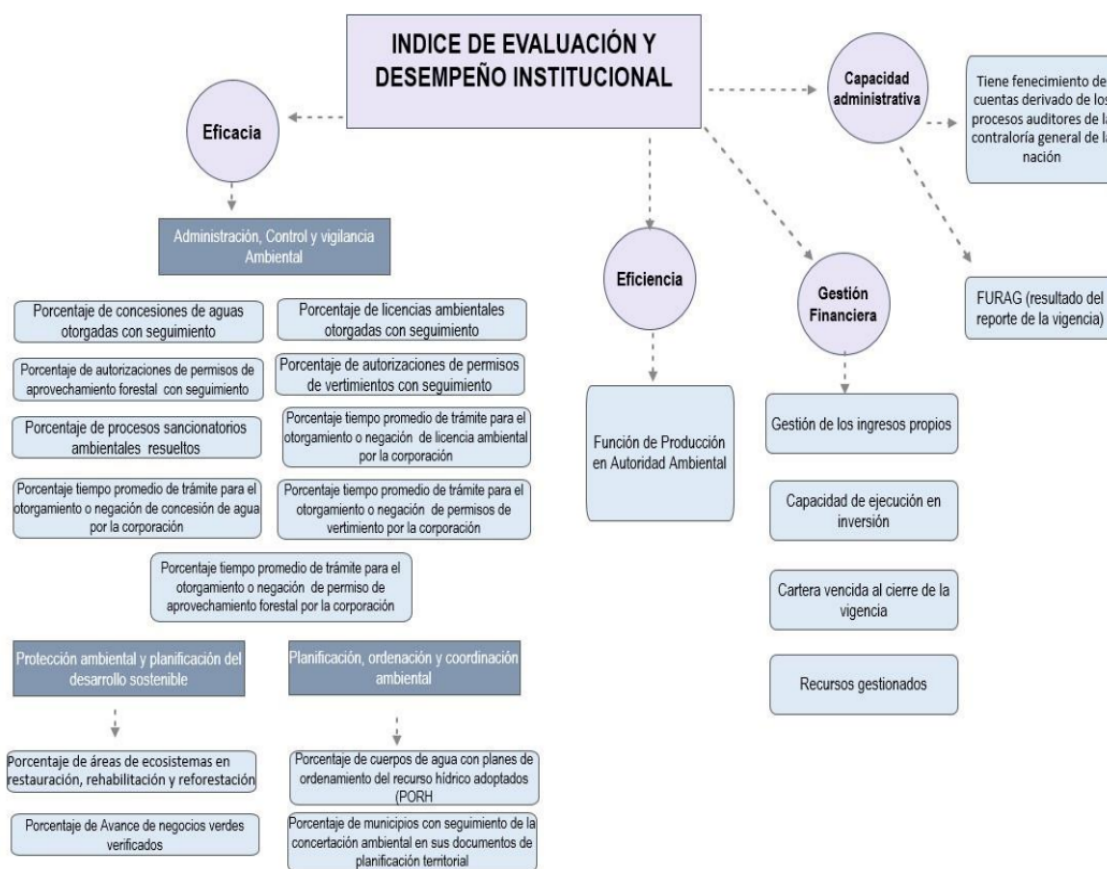 INDICE DE EVALUACIÓN Y
DESEMPEÑO INSTITUCIONAL
Eficacia
Administración, Control y vigilancia
Ambiental
Porcentaje de concesiones de aguas
otorgadas con seguimiento
Porcentaje de licencias ambientales
otorgadas con seguimiento
Porcentaje de autorizaciones de permisos de
aprovechamiento forestal con seguimiento
Porcentaje de autorizaciones de permisos
de vertimientos con seguimiento
Porcentaje de procesos sancionatorios
ambientales resueltos
Porcentaje tiempo promedio de trámite para el
otorgamiento o negación de licencia ambiental
por la corporación
Porcentaje tiempo promedio de trámite para el
otorgamiento o negación de concesión de agua
por la corporación
Porcentaje tiempo promedio de trámite para el
otorgamiento o negación de permisos de
vertimiento por la corporación
Porcentaje tiempo promedio de trámite para el
otorgamiento o negación de permiso de
aprovechamiento forestal por la corporación
Protección ambiental y planificación del
desarrollo sostenible
Porcentaje de áreas de ecosistemas en
restauración, rehabilitación y reforestación
Porcentaje de Avance de negocios verdes
verificados
Planificación, ordenación y coordinación
ambiental
Porcentaje de cuerpos de agua con planes de
ordenamiento del recurso hídrico adoptados
(PORH
Porcentaje de municipios con seguimiento de la
concertación ambiental en sus documentos de
planificación territorial
Eficiencia
Función de Producción
en Autoridad Ambiental
Gestión
Financiera
Gestión de los ingresos propios
Capacidad de ejecución en
inversión
Cartera vencida al cierre de la
vigencia
Recursos gestionados
Capacidad
administrativa
Tiene fenecimiento de
cuentas derivado de los
procesos auditores de la
contraloría general de la
nación
FURAG (resultado del
reporte de la vigencia)